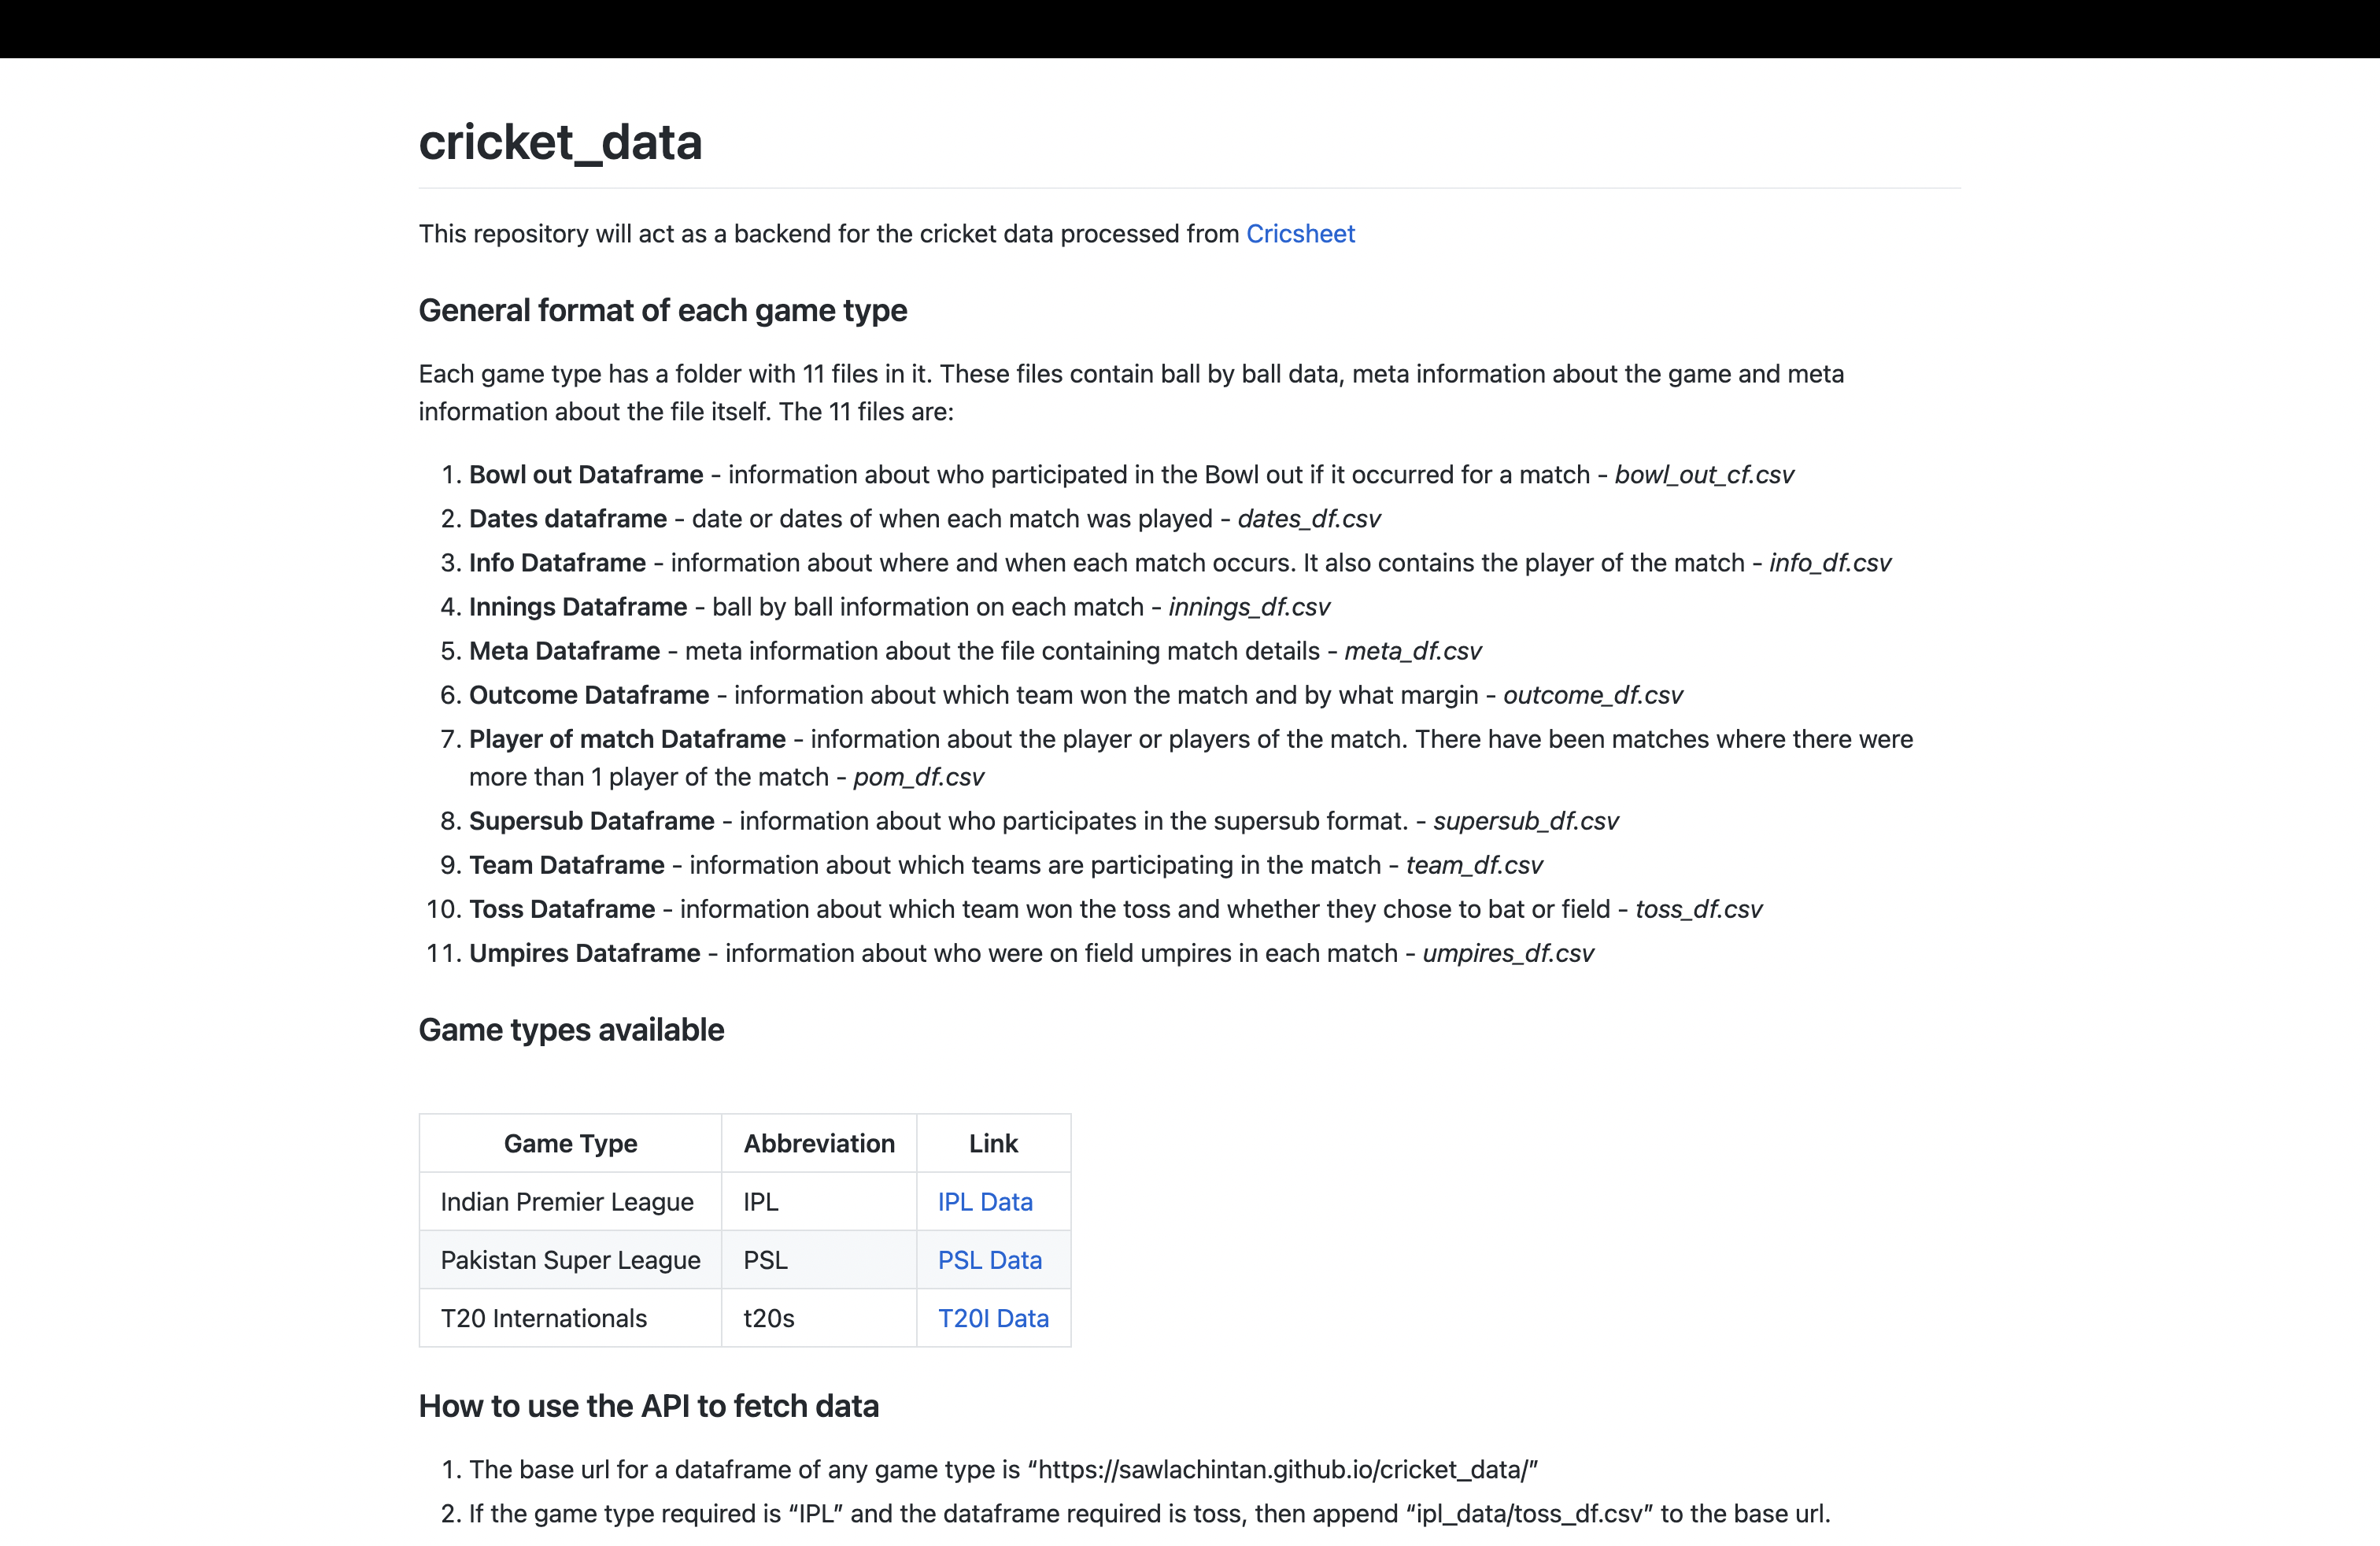 cricket_data
This repository will act as a backend for the cricket data processed from Cricsheet
General format of each game type
Each game type has a folder with 11 files in it. These files contain ball by ball data, meta information about the game and meta
information about the file itself. The 11 files are:
1. Bowl out Dataframe - information about who participated in the Bowl out if it occurred for a match - bowl_out_cf.csv
2. Dates dataframe - date or dates of when each match was played - dates_df.csv
3. Info Dataframe - information about where and when each match occurs. It also contains the player of the match - info_df.csv
4. Innings Dataframe - ball by ball information on each match - innings_df.csv
5. Meta Dataframe - meta information about the file containing match details - meta_df.csv
6. Outcome Dataframe - information about which team won the match and by what margin - outcome_df.csv
7. Player of match Dataframe - information about the player or players of the match. There have been matches where there were
more than 1 player of the match - pom_df.csv
8. Supersub Dataframe - information about who participates in the supersub format. - supersub_df.csv
9. Team Dataframe - information about which teams are participating in the match - team_df.csv
10. Toss Dataframe - information about which team won the toss and whether they chose to bat or field - toss_df.csv
11. Umpires Dataframe - information about who were on field umpires in each match - umpires_df.csv
Game types available
Game Type Abbreviation Link
Indian Premier League IPL IPL Data
Pakistan Super League PSL PSL Data
T20 Internationals t20s T20I Data
How to use the API to fetch data
1. The base url for a dataframe of any game type is “https://sawlachintan.github.io/cricket_data/”
2. If the game type required is “IPL” and the dataframe required is toss, then append “ipl_data/toss_df.csv” to the base url.